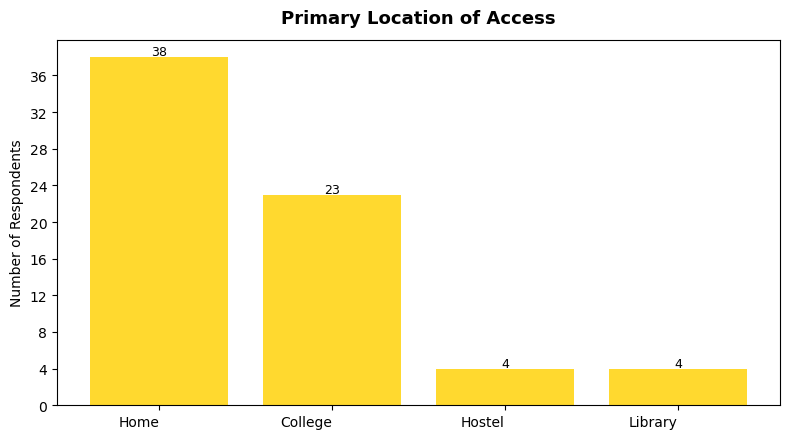 Primary Location of Access
Number of Respondents
36
32
28
24
20
16
12
8
4
0
38
23
4
4
Home
College
Hostel
Library